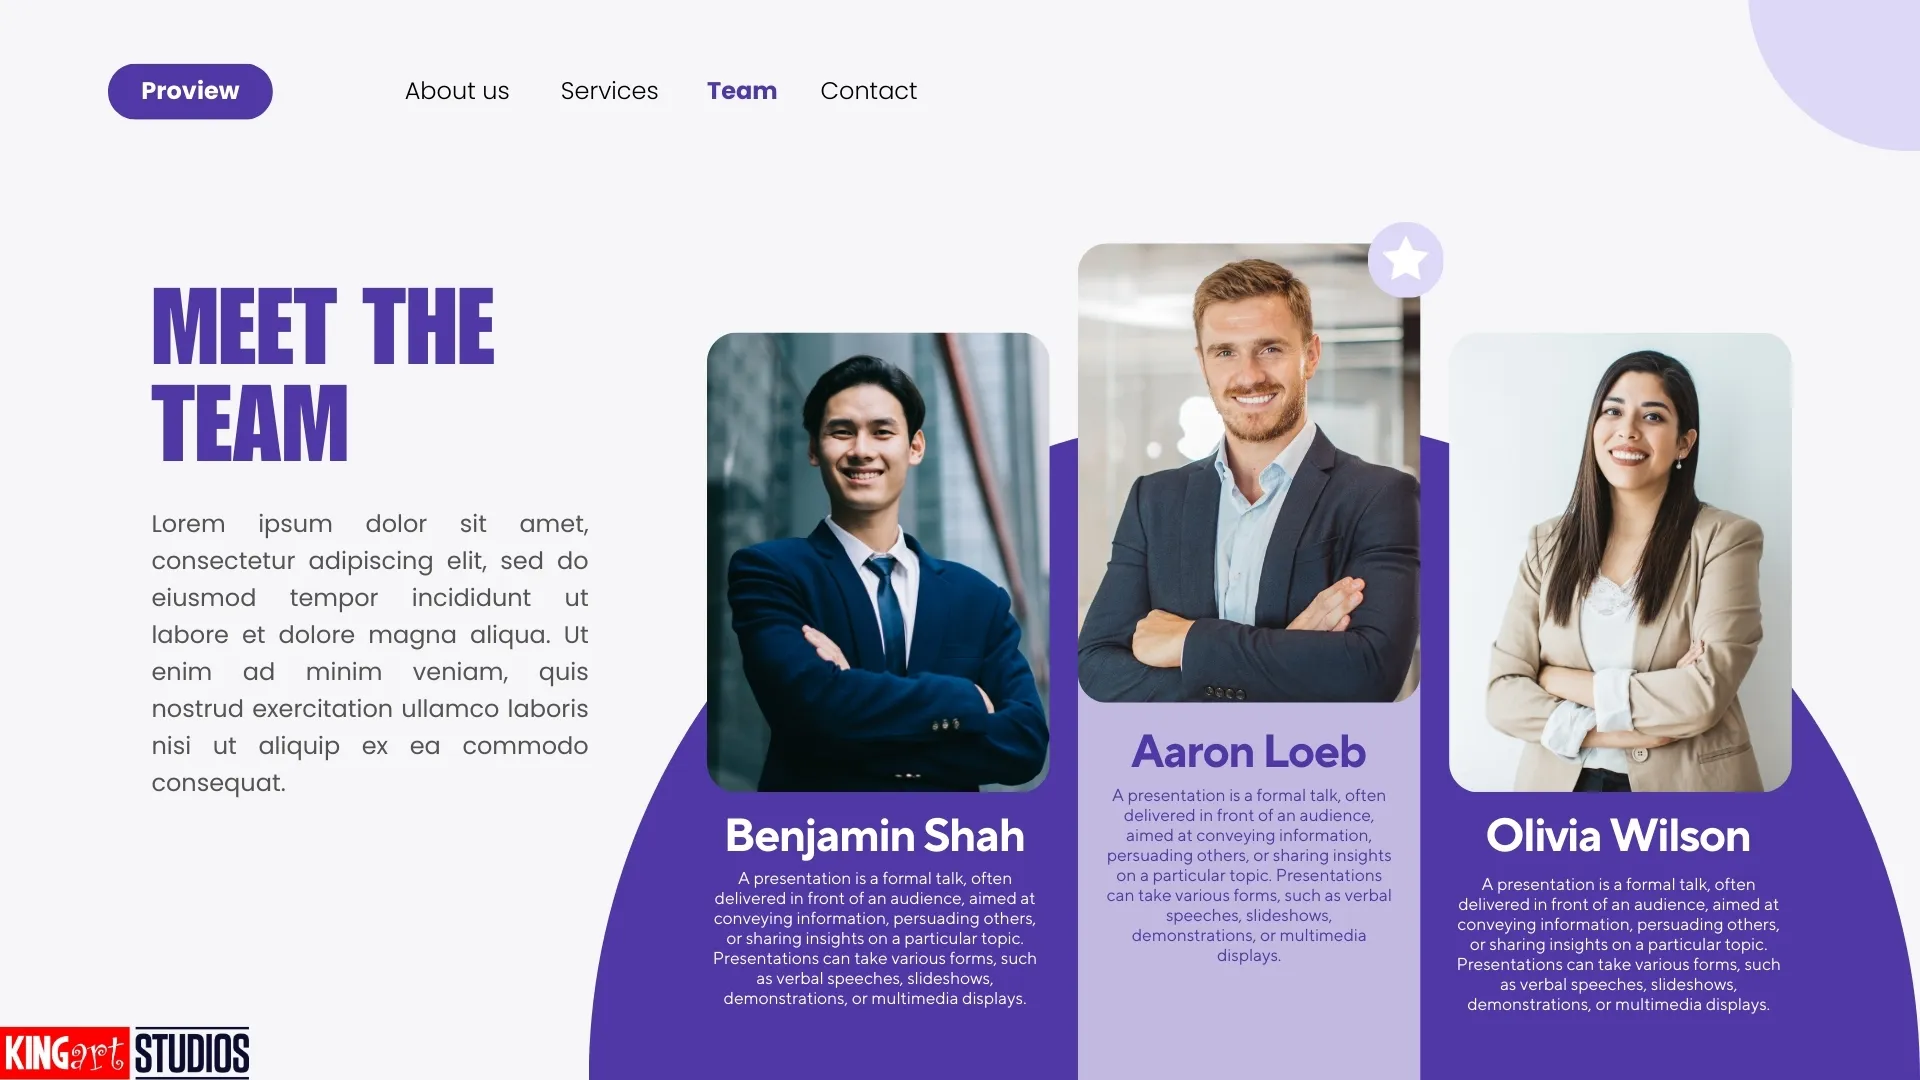 Proview
About us
Services
Team
Contact
MEET THE
TEAM
Lorem ipsum dolor sit amet,
consectetur adipiscing elit, sed do
eiusmod tempor incididunt ut
labore et dolore magna aliqua. Ut
enim ad minim veniam, quis
nostrud exercitation ullamco laboris
nisi ut aliquip ex ea commodo
consequat.
Benjamin Shah
A presentation is a formal talk, often
delivered in front of an audience, aimed at
conveying information, persuading others,
or sharing insights on a particular topic.
Presentations can take various forms, such
as verbal speeches, slideshows,
demonstrations, or multimedia displays.
Aaron Loeb
A presentation is a formal talk, often
delivered in front of an audience,
aimed at conveying information,
persuading others, or sharing insights
on a particular topic. Presentations
can take various forms, such as verbal
speeches, slideshows,
demonstrations, or multimedia
displays.
Olivia Wilson
A presentation is a formal talk, often
delivered in front of an audience, aimed at
conveying information, persuading others,
or sharing insights on a particular topic.
Presentations can take various forms, such
as verbal speeches, slideshows,
demonstrations, or multimedia displays.
KINGart STUDIOS